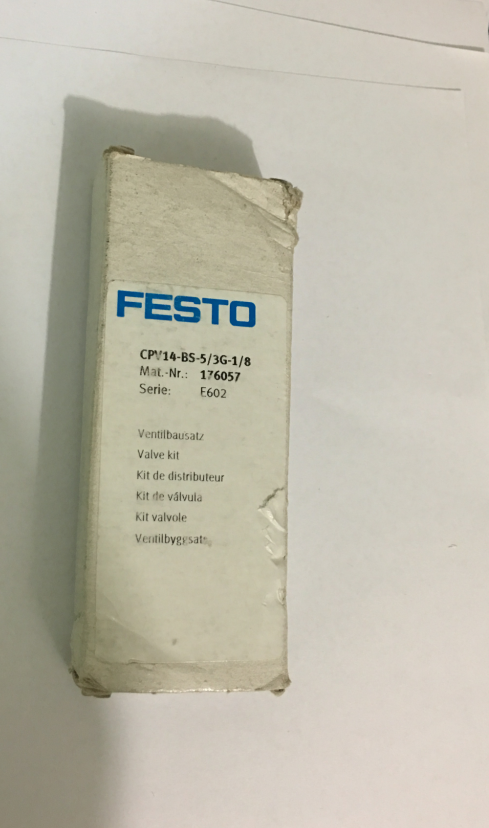 FESTO
CPV14-BS-5/3G-1/8
Mat.-Nr.: 176057
Serie: E602
Ventilbausatz
Valve kit
Kit de distributeur
Kit de válvula
Kit valvole
Ventilbyggsats